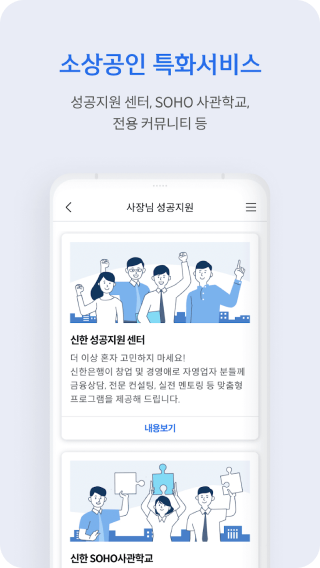 소상공인 특화서비스
성공지원 센터, SOHO 사관학교,
전용 커뮤니티 등
사장님 성공지원
신한 성공지원 센터
더 이상 혼자 고민하지 마세요!
신한은행이 창업 및 경영애로 자영업자 분들께
금융상담, 전문 컨설팅, 실전 멘토링 등 맞춤형
프로그램을 제공해 드립니다.
내용보기
신한 SOHO사관학교